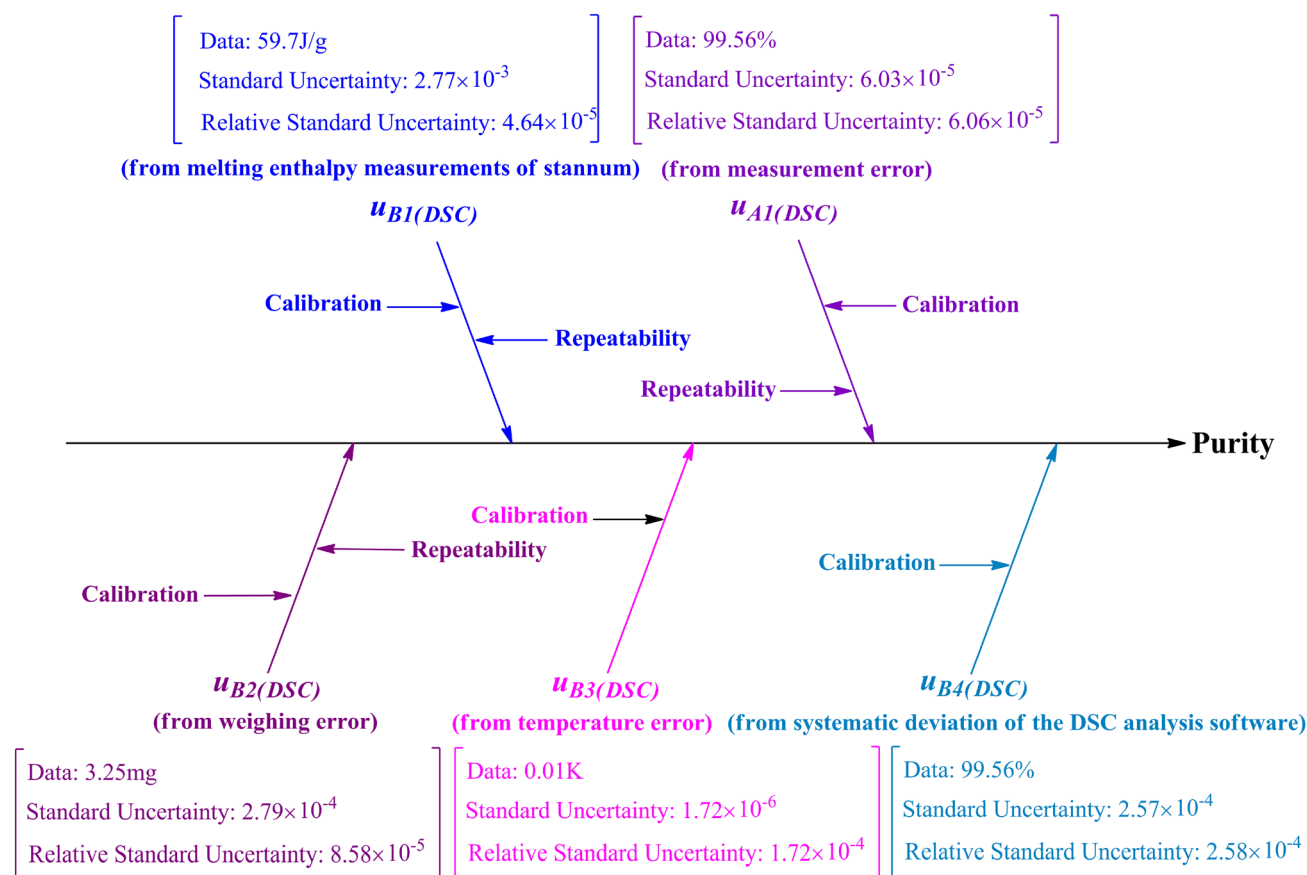 Data: 59.7J/g
Standard Uncertainty: 2.77×10⁻³
Relative Standard Uncertainty: 4.64×10⁻⁵
(from melting enthalpy measurements of stannum)
u_B1(DSC)
Data: 99.56%
Standard Uncertainty: 6.03×10⁻⁵
Relative Standard Uncertainty: 6.06×10⁻⁵
(from measurement error)
u_A1(DSC)
Calibration
Repeatability
Calibration
Repeatability
Purity
Calibration
Repeatability
Calibration
Calibration
u_B2(DSC)
(from weighing error)
Data: 3.25mg
Standard Uncertainty: 2.79×10⁻⁴
Relative Standard Uncertainty: 8.58×10⁻⁵
u_B3(DSC)
(from temperature error)
Data: 0.01K
Standard Uncertainty: 1.72×10⁻⁶
Relative Standard Uncertainty: 1.72×10⁻⁴
u_B4(DSC)
(from systematic deviation of the DSC analysis software)
Data: 99.56%
Standard Uncertainty: 2.57×10⁻⁴
Relative Standard Uncertainty: 2.58×10⁻⁴